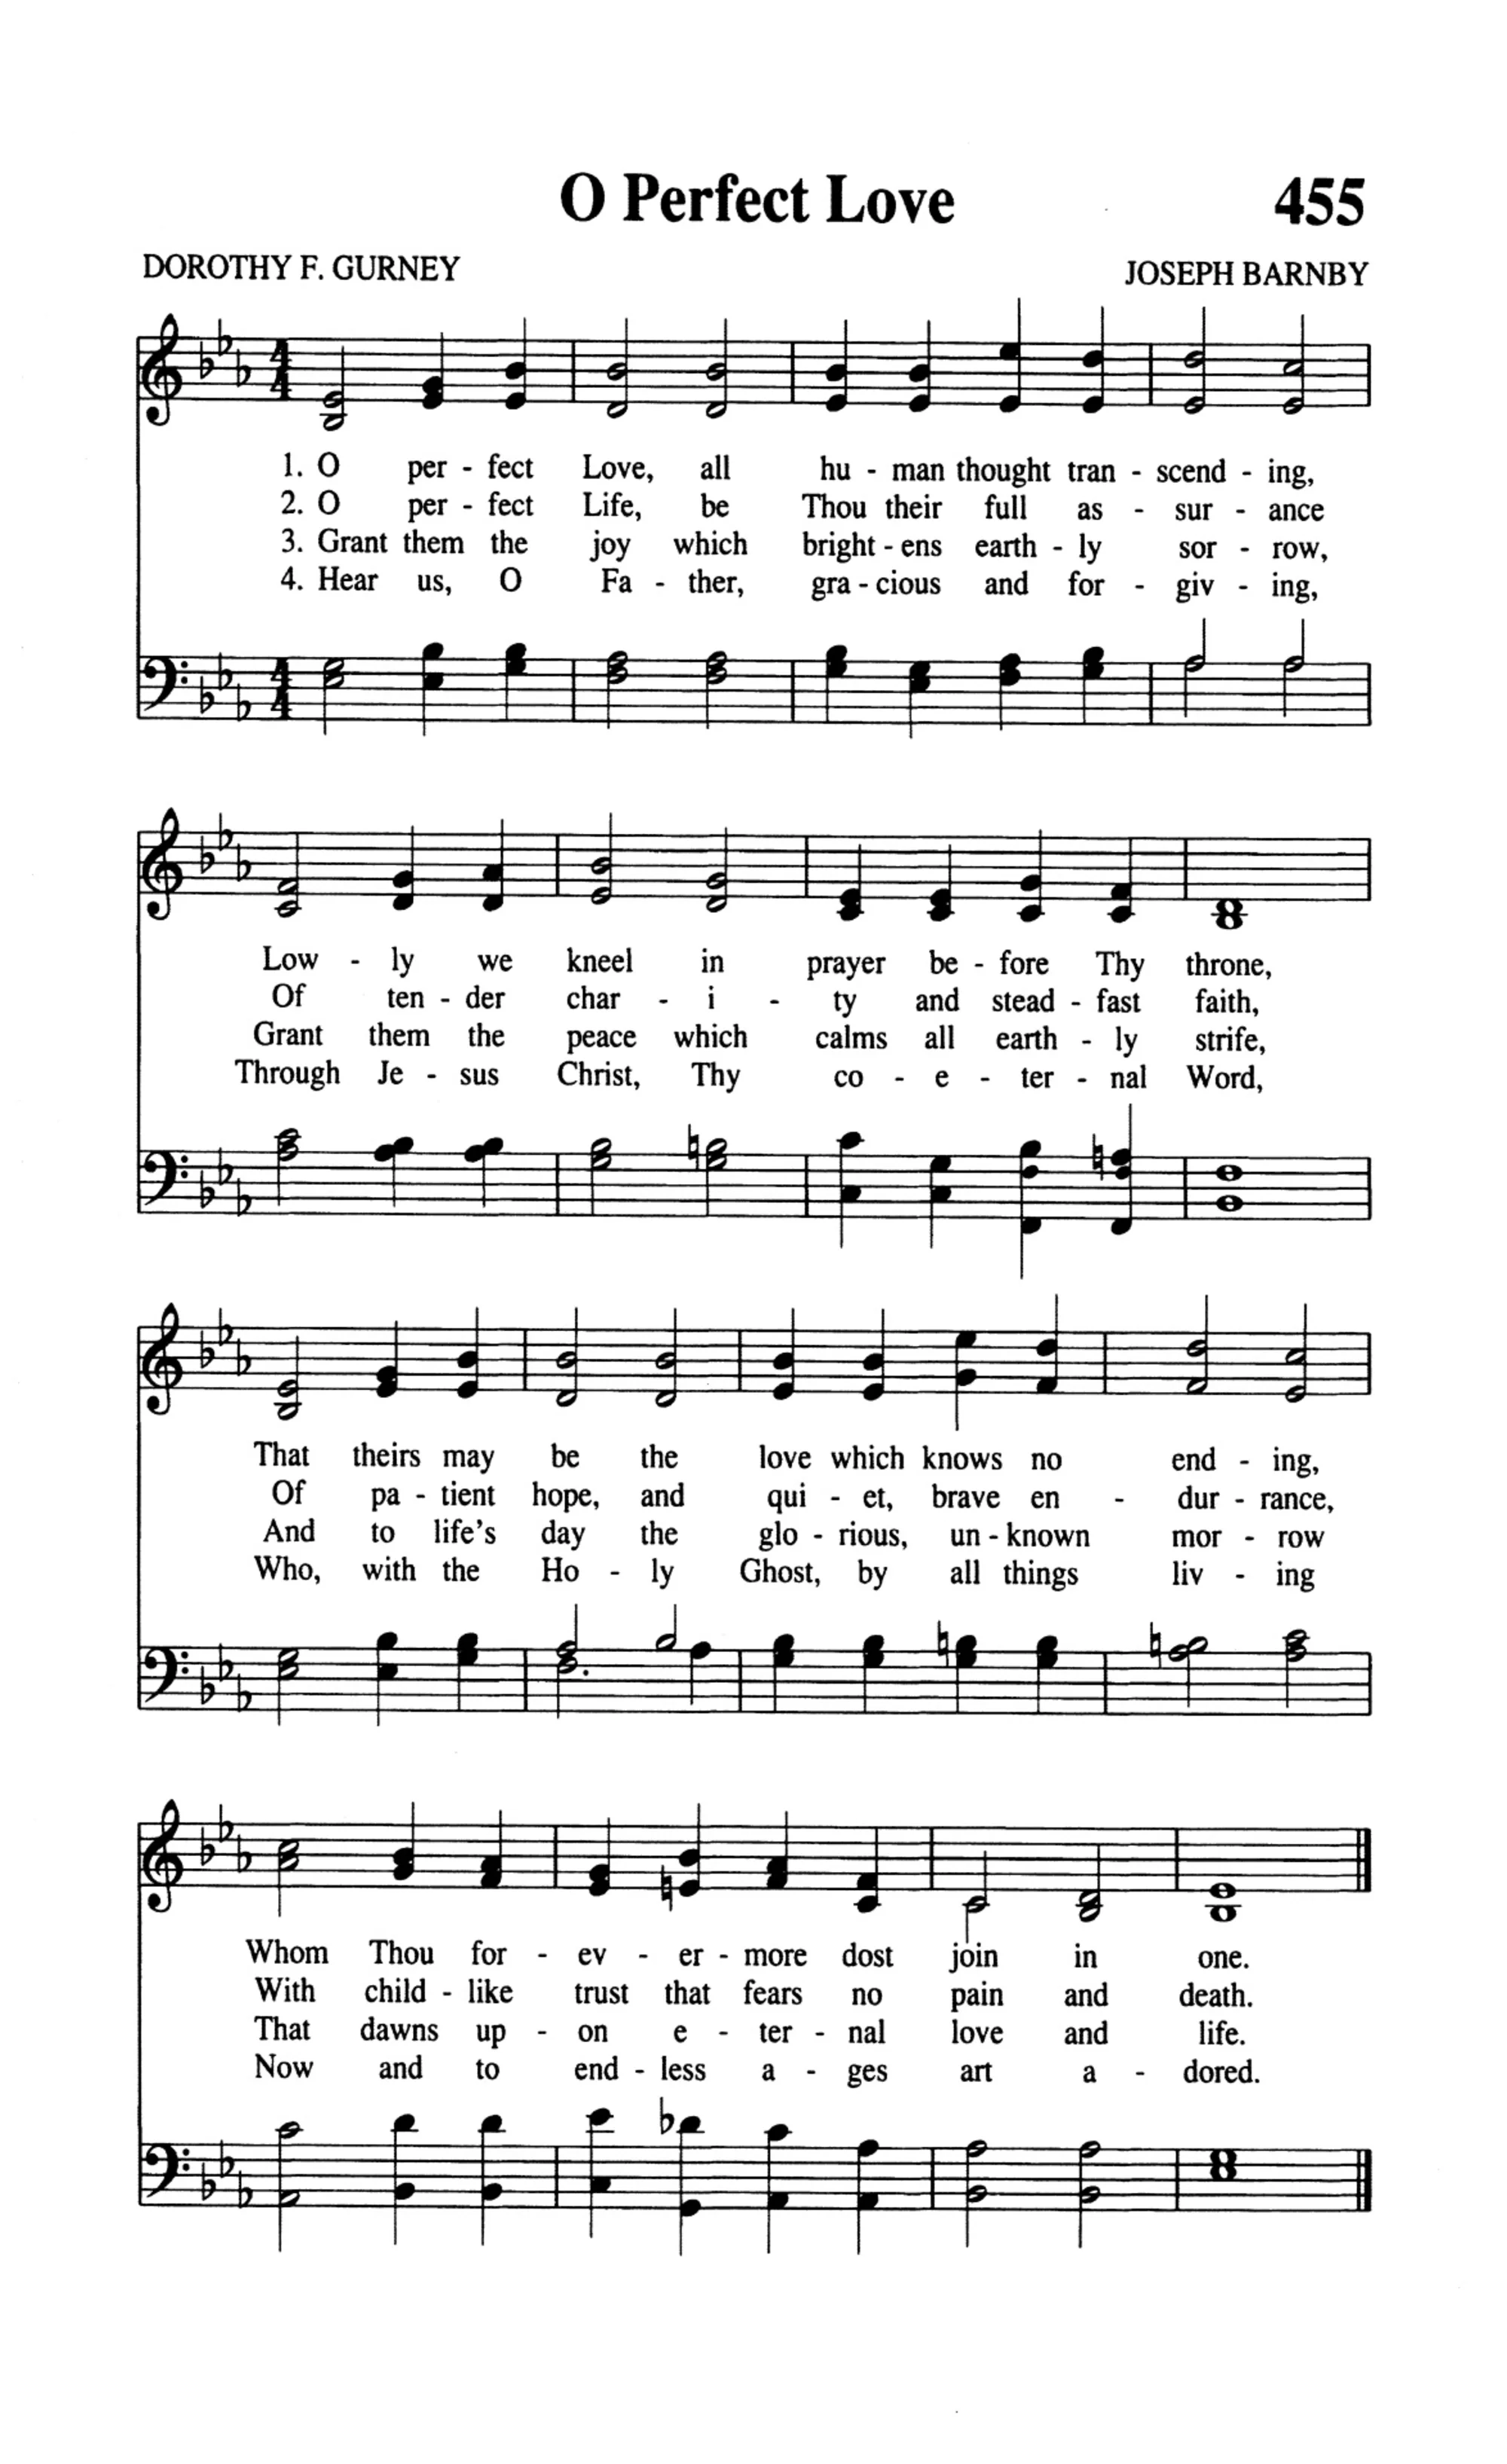 O Perfect Love 455
DOROTHY F. GURNEY JOSEPH BARNBY
4 4
1. O per - fect Love, all hu - man thought tran - scend - ing,
2. O per - fect Life, be Thou their full as - sur - ance
3. Grant them the joy which bright - ens earth - ly sor - row,
4. Hear us, O Fa - ther, gra - cious and for - giv - ing,
4 4
Low - ly we kneel in prayer be - fore Thy throne,
Of ten - der char - i - ty and stead - fast faith,
Grant them the peace which calms all earth - ly strife,
Through Je - sus Christ, Thy co - e - ter - nal Word,
That theirs may be the love which knows no end - ing,
Of pa - tient hope, and qui - et, brave en - dur - rance,
And to life's day the glo - rious, un - known mor - row
Who, with the Ho - ly Ghost, by all things liv - ing
Whom Thou for - ev - er - more dost join in one.
With child - like trust that fears no pain and death.
That dawns up - on e - ter - nal love and life.
Now and to end - less a - ges art a - dored.